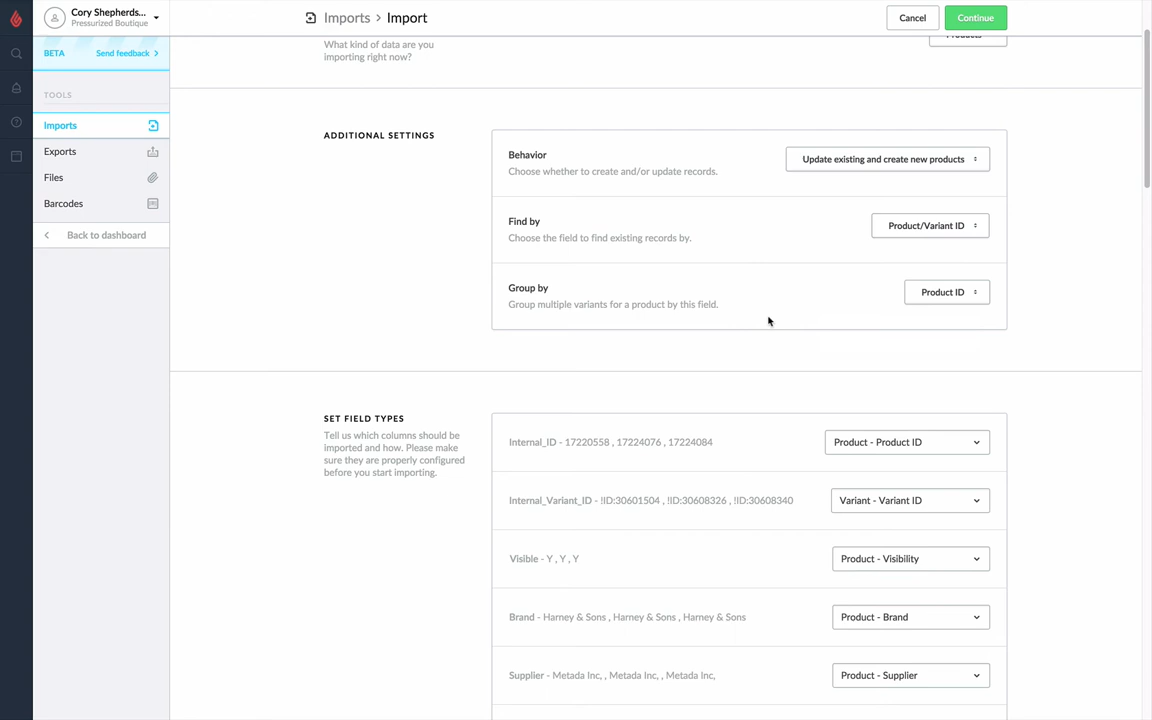 Cory Shepherds...
Pressurized Boutique
Imports > Import
Cancel
Continue
BETA
Send feedback >
What kind of data are you
importing right now?
Products
TOOLS
Imports
Exports
Files
Barcodes
Back to dashboard
ADDITIONAL SETTINGS
Behavior
Choose whether to create and/or update records.
Update existing and create new products
Find by
Choose the field to find existing records by.
Product/Variant ID
Group by
Group multiple variants for a product by this field.
Product ID
SET FIELD TYPES
Tell us which columns should be
imported and how. Please make
sure they are properly configured
before you start importing.
Internal_ID - 17220558 , 17224076 , 17224084
Product - Product ID
Internal_Variant_ID - !ID:30601504 , !ID:30608326 , !ID:30608340
Variant - Variant ID
Visible - Y , Y , Y
Product - Visibility
Brand - Harney & Sons , Harney & Sons , Harney & Sons
Product - Brand
Supplier - Metada Inc, , Metada Inc, , Metada Inc,
Product - Supplier